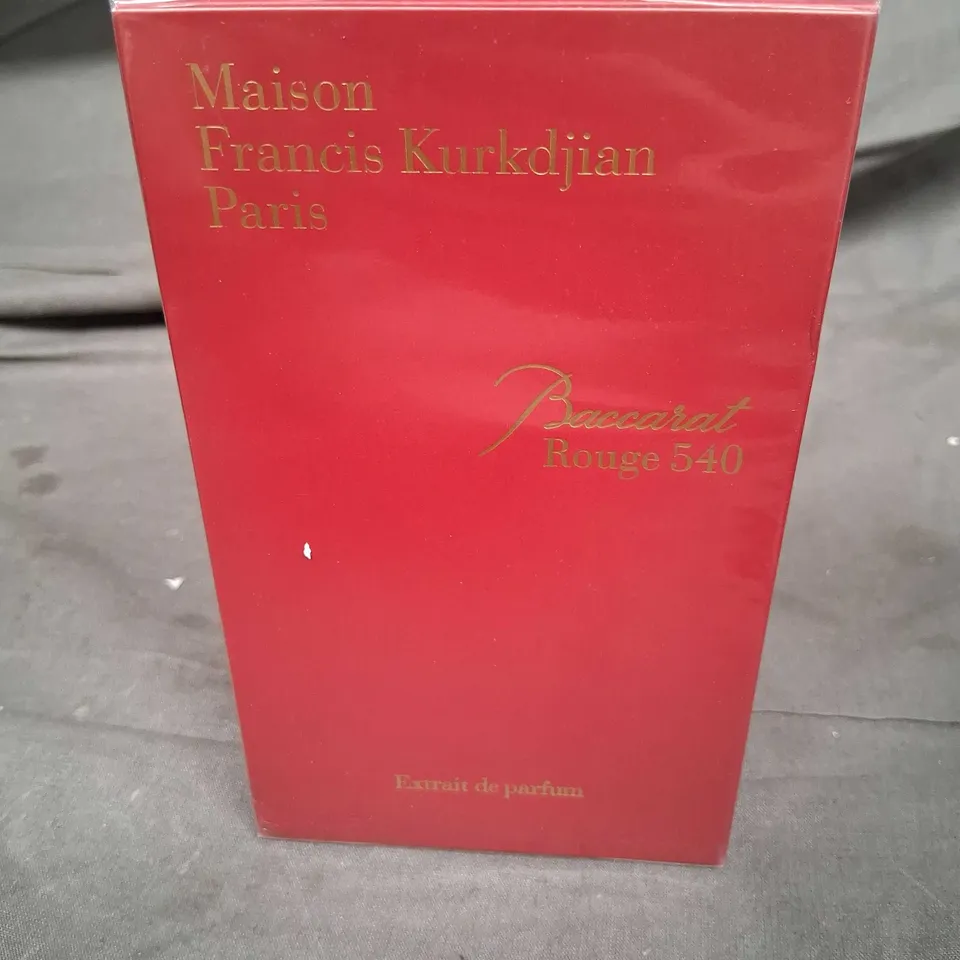 Maison
Francis Kurkdjian
Paris
Baccarat
Rouge 540
Extrait de parfum